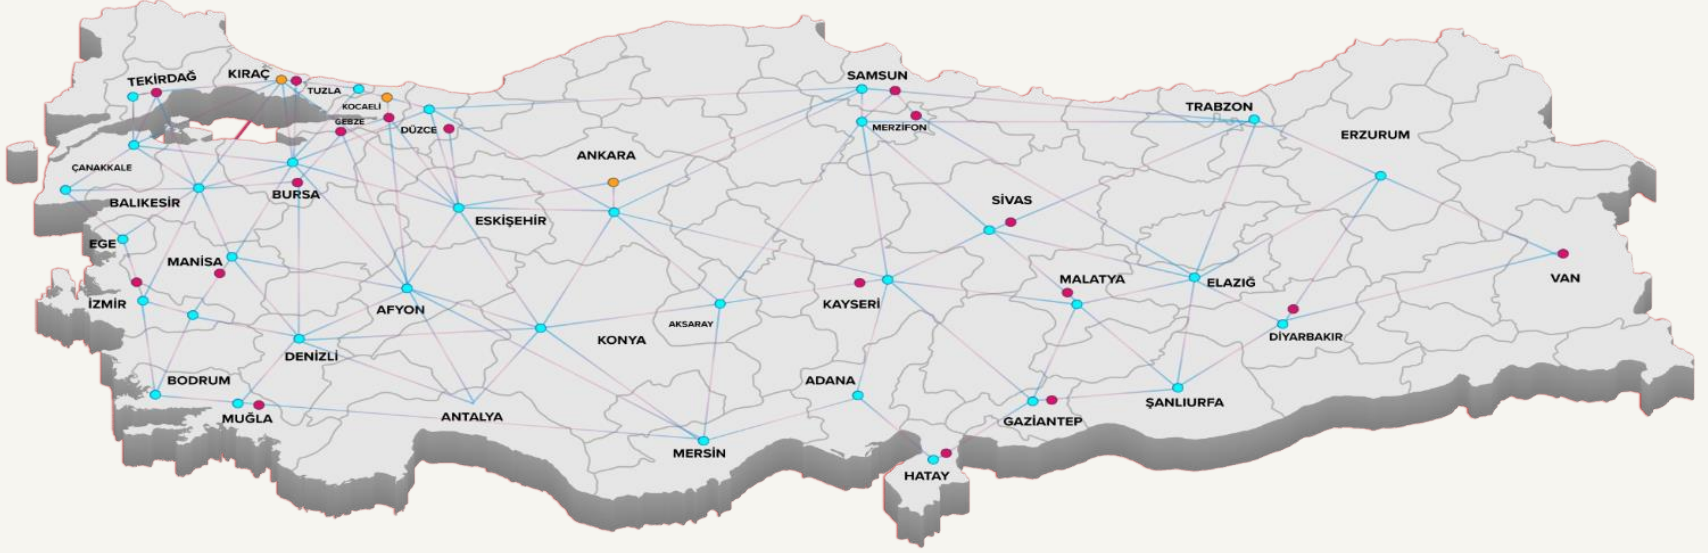 TEKİRDAĞ
KIRAÇ
TUZLA
KOCAELİ
GEBZE
DÜZCE
SAMSUN
MERZİFON
TRABZON
ERZURUM
ÇANAKKALE
ANKARA
BALIKESİR
BURSA
ESKİŞEHİR
SİVAS
EGE
MANİSA
İZMİR
AFYON
AKSARAY
KAYSERİ
MALATYA
ELAZIĞ
VAN
KONYA
DİYARBAKIR
DENİZLİ
BODRUM
ADANA
MUĞLA
ANTALYA
GAZİANTEP
ŞANLIURFA
MERSİN
HATAY